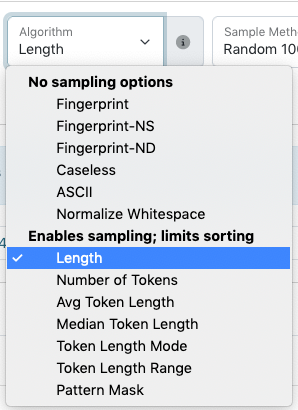 Algorithm
Length
Sample Meth
Random 10
No sampling options
Fingerprint
Fingerprint-NS
Fingerprint-ND
Caseless
ASCII
Normalize Whitespace
Enables sampling; limits sorting
✓ Length
Number of Tokens
Avg Token Length
Median Token Length
Token Length Mode
Token Length Range
Pattern Mask